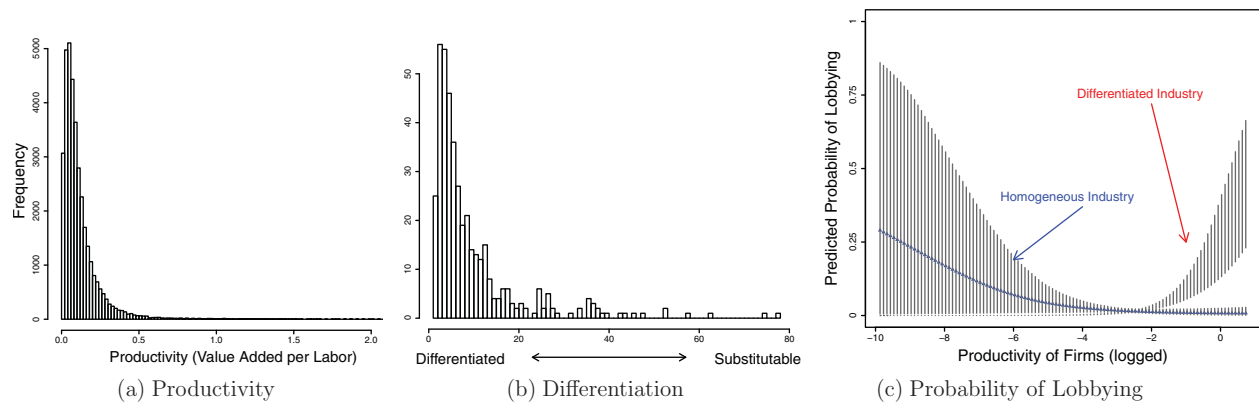 Frequency
0
1000
2000
3000
4000
5000
0.0 0.5 1.0 1.5 2.0
Productivity (Value Added per Labor)
(a) Productivity
0
10
20
30
40
50
0 20 40 60 80
Differentiated Substitutable
(b) Differentiation
Predicted Probability of Lobbying
0
0.25
0.5
0.75
1
Differentiated Industry
Homogeneous Industry
-10 -8 -6 -4 -2 0
Productivity of Firms (logged)
(c) Probability of Lobbying